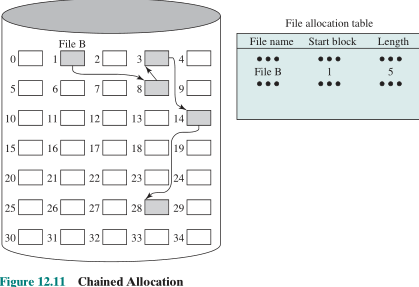 File allocation table
File B
File name Start block Length
0 1 2 3 4
••• ••• •••
File B 1 5
••• ••• •••
5 6 7 8 9
10 11 12 13 14
15 16 17 18 19
20 21 22 23 24
25 26 27 28 29
30 31 32 33 34
Figure 12.11 Chained Allocation